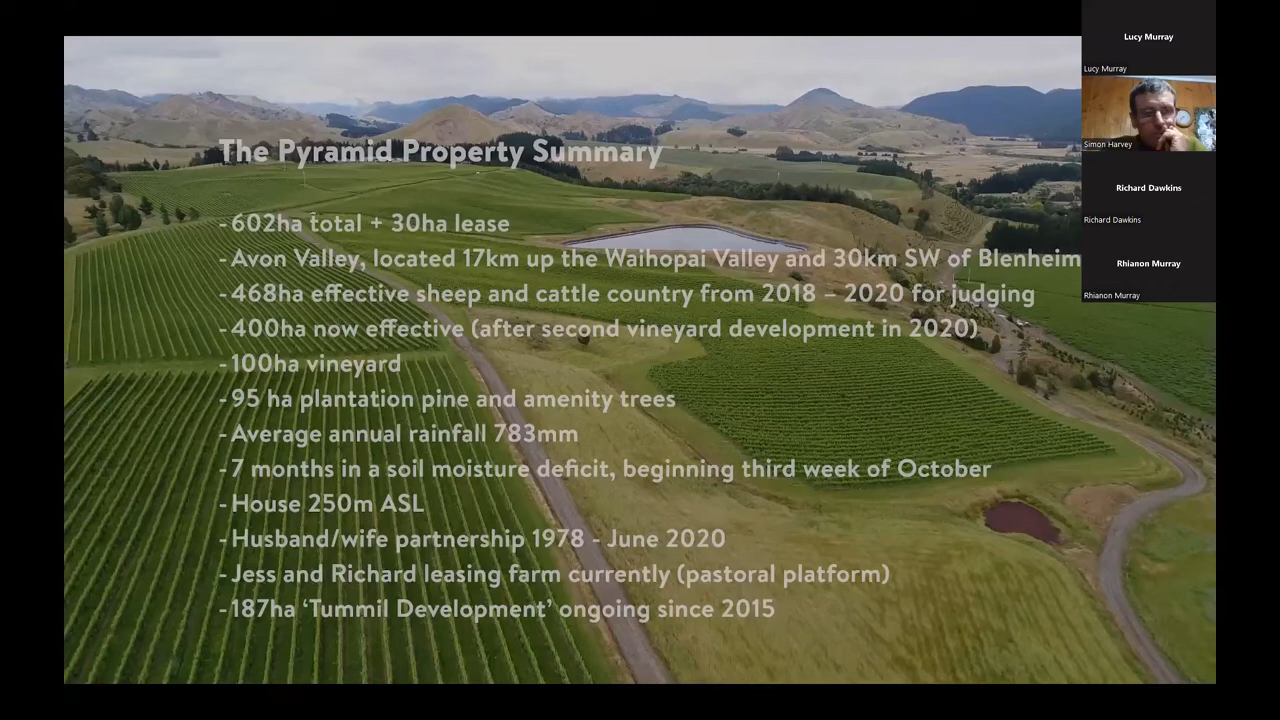 Lucy Murray
Lucy Murray
Simon Harvey
Richard Dawkins
Richard Dawkins
Rhianon Murray
Rhianon Murray
The Pyramid Property Summary
- 602ha total + 30ha lease
- Avon Valley, located 17km up the Waihopai Valley and 30km SW of Blenheim
- 468ha effective sheep and cattle country from 2018 – 2020 for judging
- 400ha now effective (after second vineyard development in 2020)
- 100ha vineyard
- 95 ha plantation pine and amenity trees
- Average annual rainfall 783mm
- 7 months in a soil moisture deficit, beginning third week of October
- House 250m ASL
- Husband/wife partnership 1978 - June 2020
- Jess and Richard leasing farm currently (pastoral platform)
- 187ha ‘Tummil Development’ ongoing since 2015